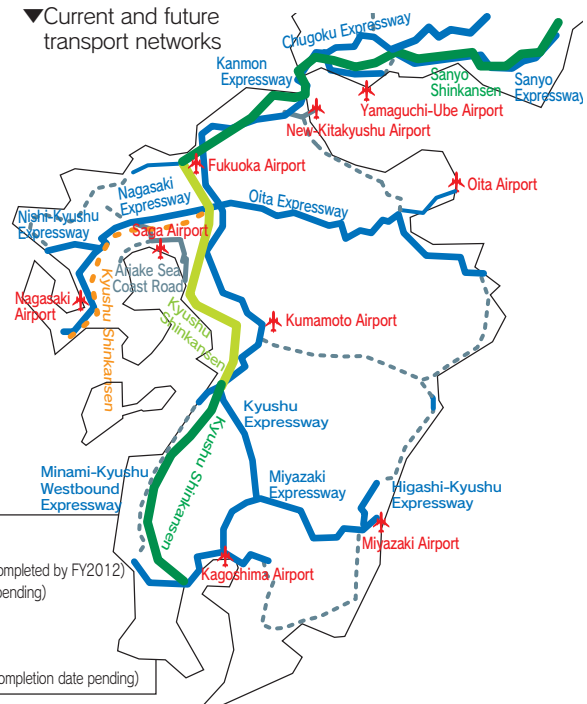 ▼Current and future
transport networks
Chugoku Expressway
Kanmon
Expressway
Sanyo
Shinkansen
Sanyo
Expressway
Yamaguchi-Ube Airport
New-Kitakyushu Airport
Fukuoka Airport
Oita Airport
Nagasaki
Expressway
Oita Expressway
Nishi-Kyushu
Expressway
Saga Airport
Ariake Sea
Coast Road
Nagasaki
Airport
Kyushu Shinkansen
Kyushu
Shinkansen
Kumamoto Airport
Kyushu
Expressway
Kyushu Shinkansen
Minami-Kyushu
Westbound
Expressway
Miyazaki
Expressway
Higashi-Kyushu
Expressway
Miyazaki Airport
Kagoshima Airport
ompleted by FY2012)
pending)
ompletion date pending)